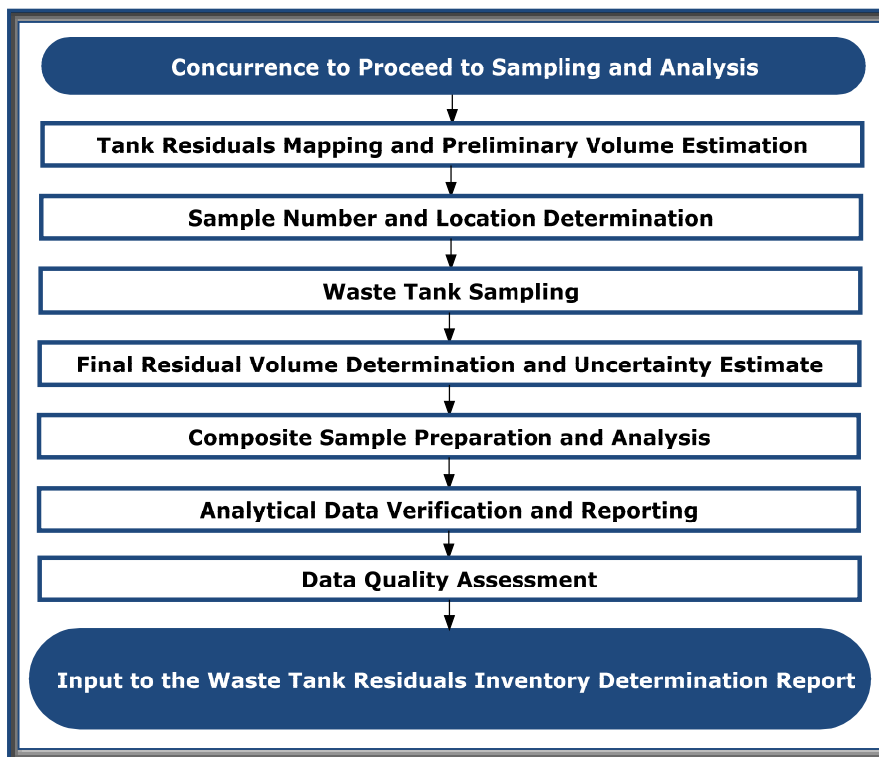 Concurrence to Proceed to Sampling and Analysis
Tank Residuals Mapping and Preliminary Volume Estimation
Sample Number and Location Determination
Waste Tank Sampling
Final Residual Volume Determination and Uncertainty Estimate
Composite Sample Preparation and Analysis
Analytical Data Verification and Reporting
Data Quality Assessment
Input to the Waste Tank Residuals Inventory Determination Report